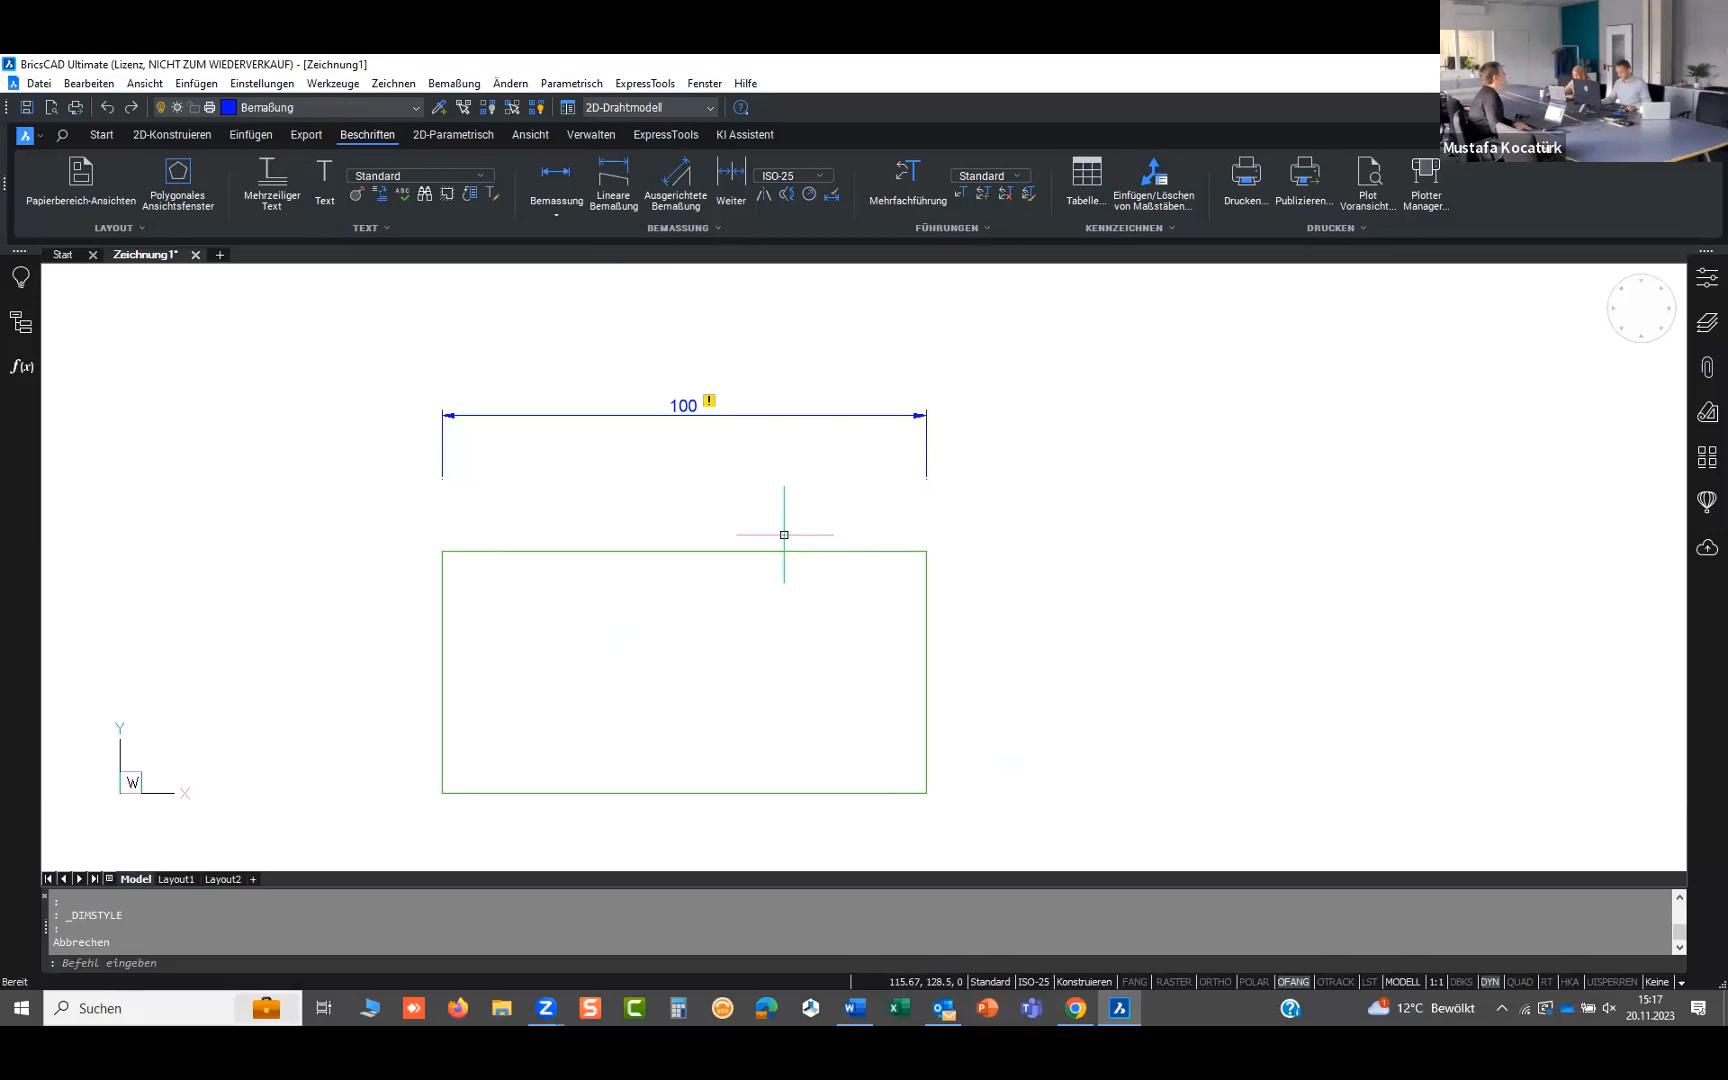 BricsCAD Ultimate (Lizenz, NICHT ZUM WIEDERVERKAUF) - [Zeichnung1]
Datei Bearbeiten Ansicht Einfügen Einstellungen Werkzeuge Zeichnen Bemaßung Ändern Parametrisch ExpressTools Fenster Hilfe
Mustafa Kocatürk
Bemaßung 2D-Drahtmodell
Start 2D-Konstruieren Einfügen Export Beschriften 2D-Parametrisch Ansicht Verwalten ExpressTools KI Assistent
Standard ISO-25 Standard
Papierbereich-Ansichten Polygonales Ansichtsfenster Mehrzeiliger Text Text Bemassung Lineare Bemaßung Ausgerichtete Bemaßung Weiter Mehrfachführung Tabelle... Einfügen/Löschen von Maßstäben... Drucken... Publizieren... Plot Voransicht... Plotter Manager...
LAYOUT TEXT BEMASSUNG FÜHRUNGEN KENNZEICHNEN DRUCKEN
Start Zeichnung1*
f(x)
100 !
Y
W
X
Model Layout1 Layout2 +
:
: _DIMSTYLE
:
Abbrechen
: Befehl eingeben
Bereit 115.67, 128.5, 0 Standard ISO-25 Konstruieren FANG RASTER ORTHO POLAR OFANG OTRACK LST MODELL 1:1 DBKS DYN QUAD RT HKA UISPERREN Keine
Suchen 12°C Bewölkt 15:17
20.11.2023